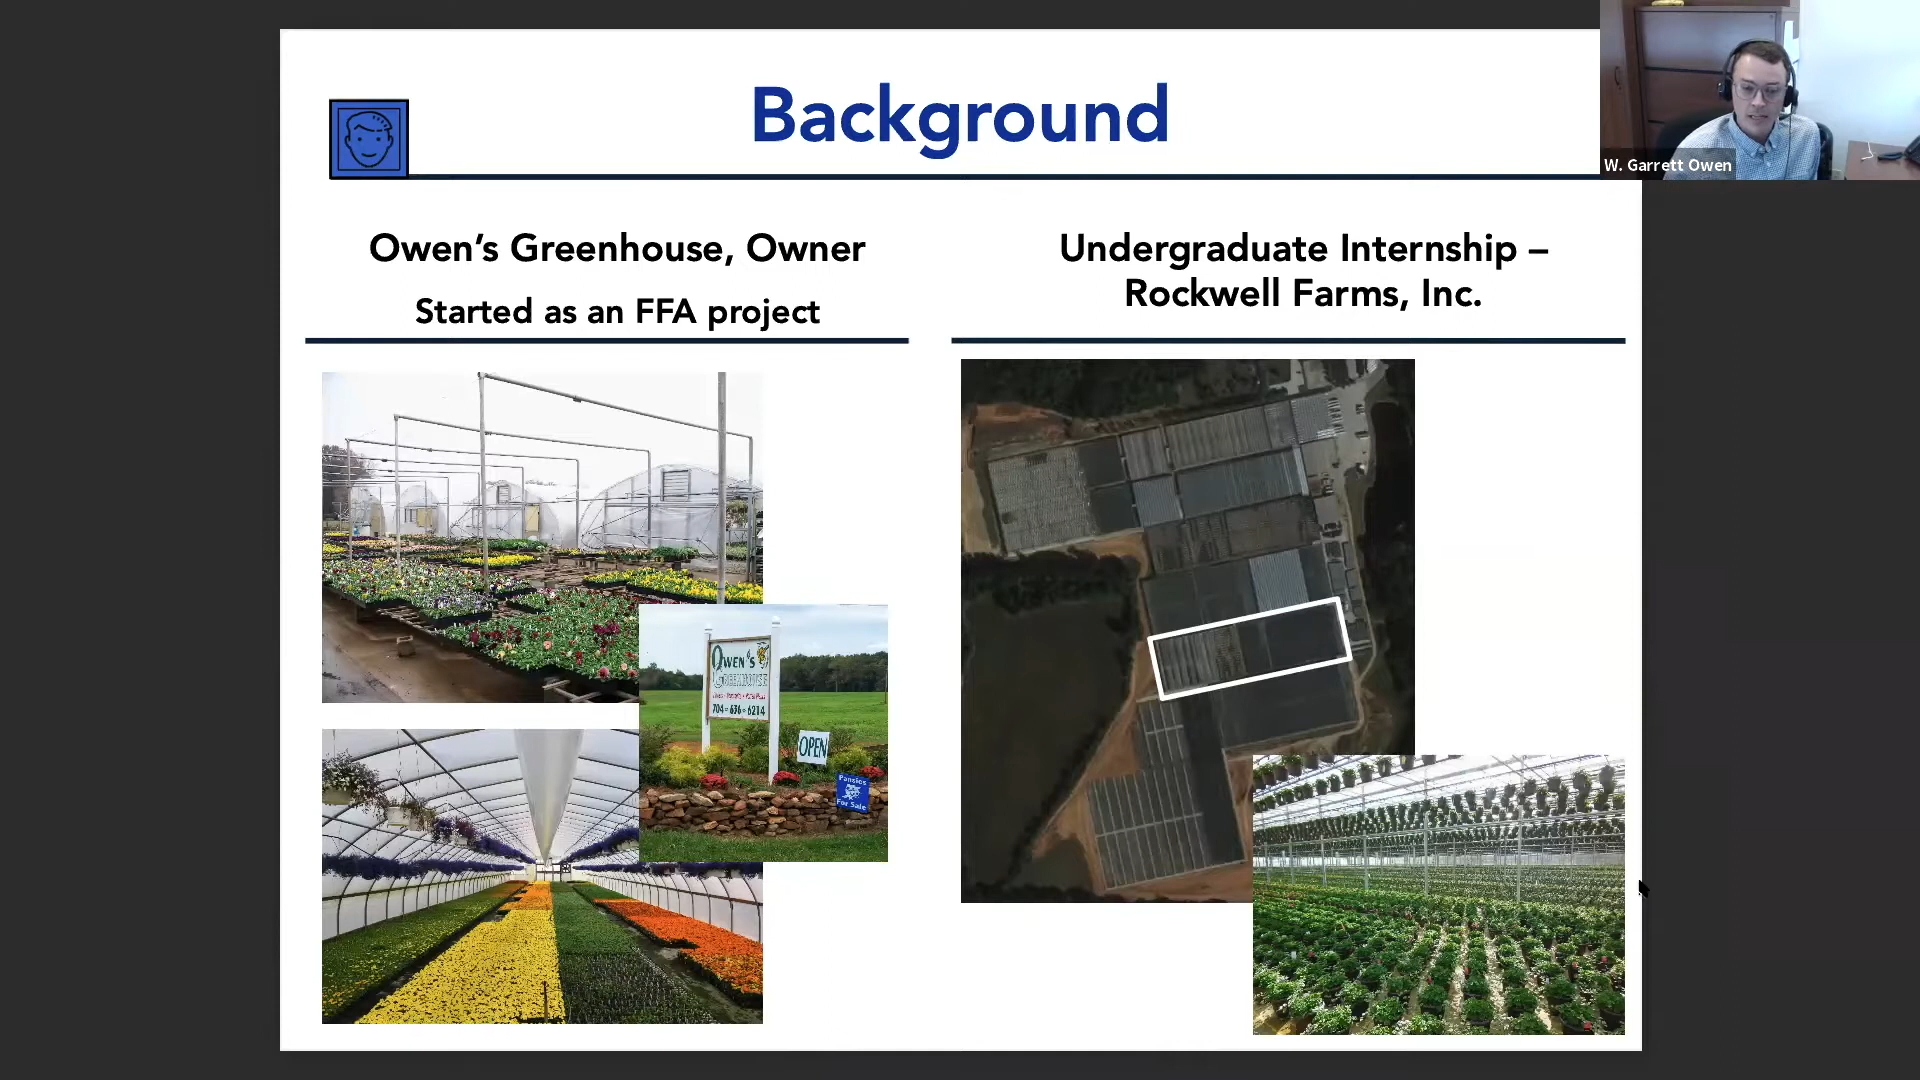 Background
W. Garrett Owen
Owen's Greenhouse, Owner
Started as an FFA project
Undergraduate Internship –
Rockwell Farms, Inc.
OWEN'S
GREENHOUSE
704-636-6214
OPEN
Pansies
For Sale